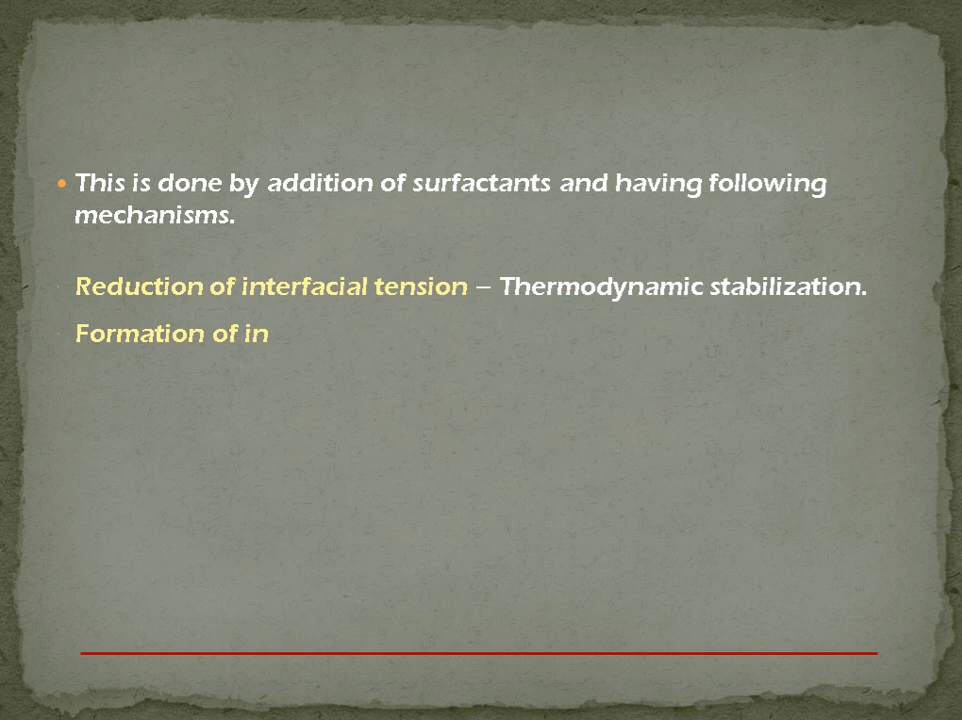 • This is done by addition of surfactants and having following
mechanisms.
Reduction of interfacial tension – Thermodynamic stabilization.
Formation of in